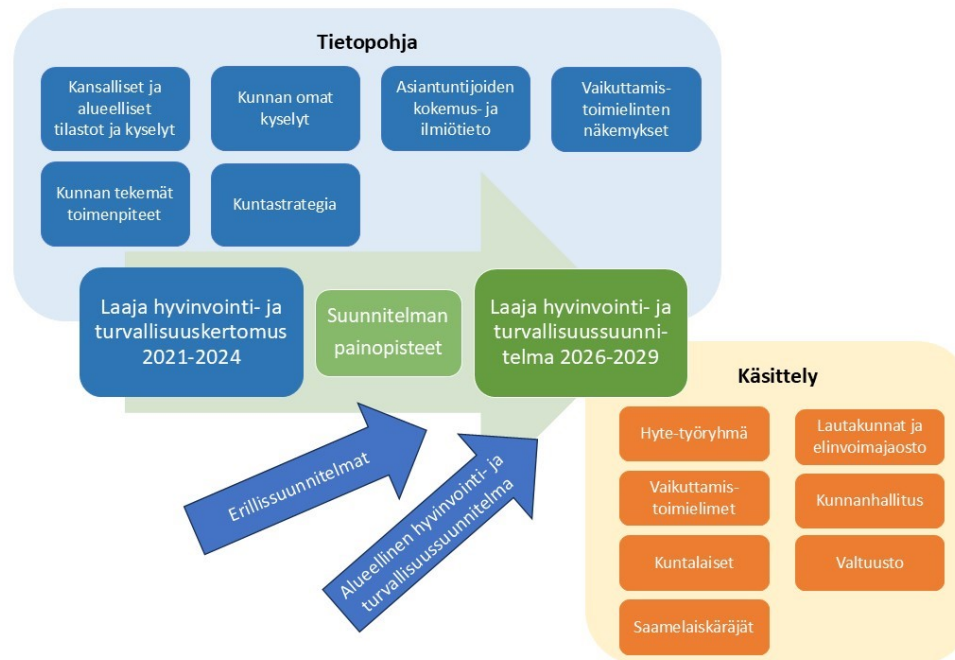 Tietopohja
Kansalliset ja
alueelliset
tilastot ja kyselyt
Kunnan omat
kyselyt
Asiantuntijoiden
kokemus- ja
ilmiötieto
Vaikuttamis-
toimielinten
näkemykset
Kunnan tekemät
toimenpiteet
Kuntastrategia
Laaja hyvinvointi- ja
turvallisuuskertomus
2021-2024
Suunnitelman
painopisteet
Laaja hyvinvointi- ja
turvallisuussuunni-
telma 2026-2029
Erillissuunnitelmat
Alueellinen hyvinvointi- ja
turvallisuussuunnitelma
Käsittely
Hyte-työryhmä
Lautakunnat ja
elinvoimajaosto
Vaikuttamis-
toimielimet
Kunnanhallitus
Kuntalaiset
Valtuusto
Saamelaiskäräjät